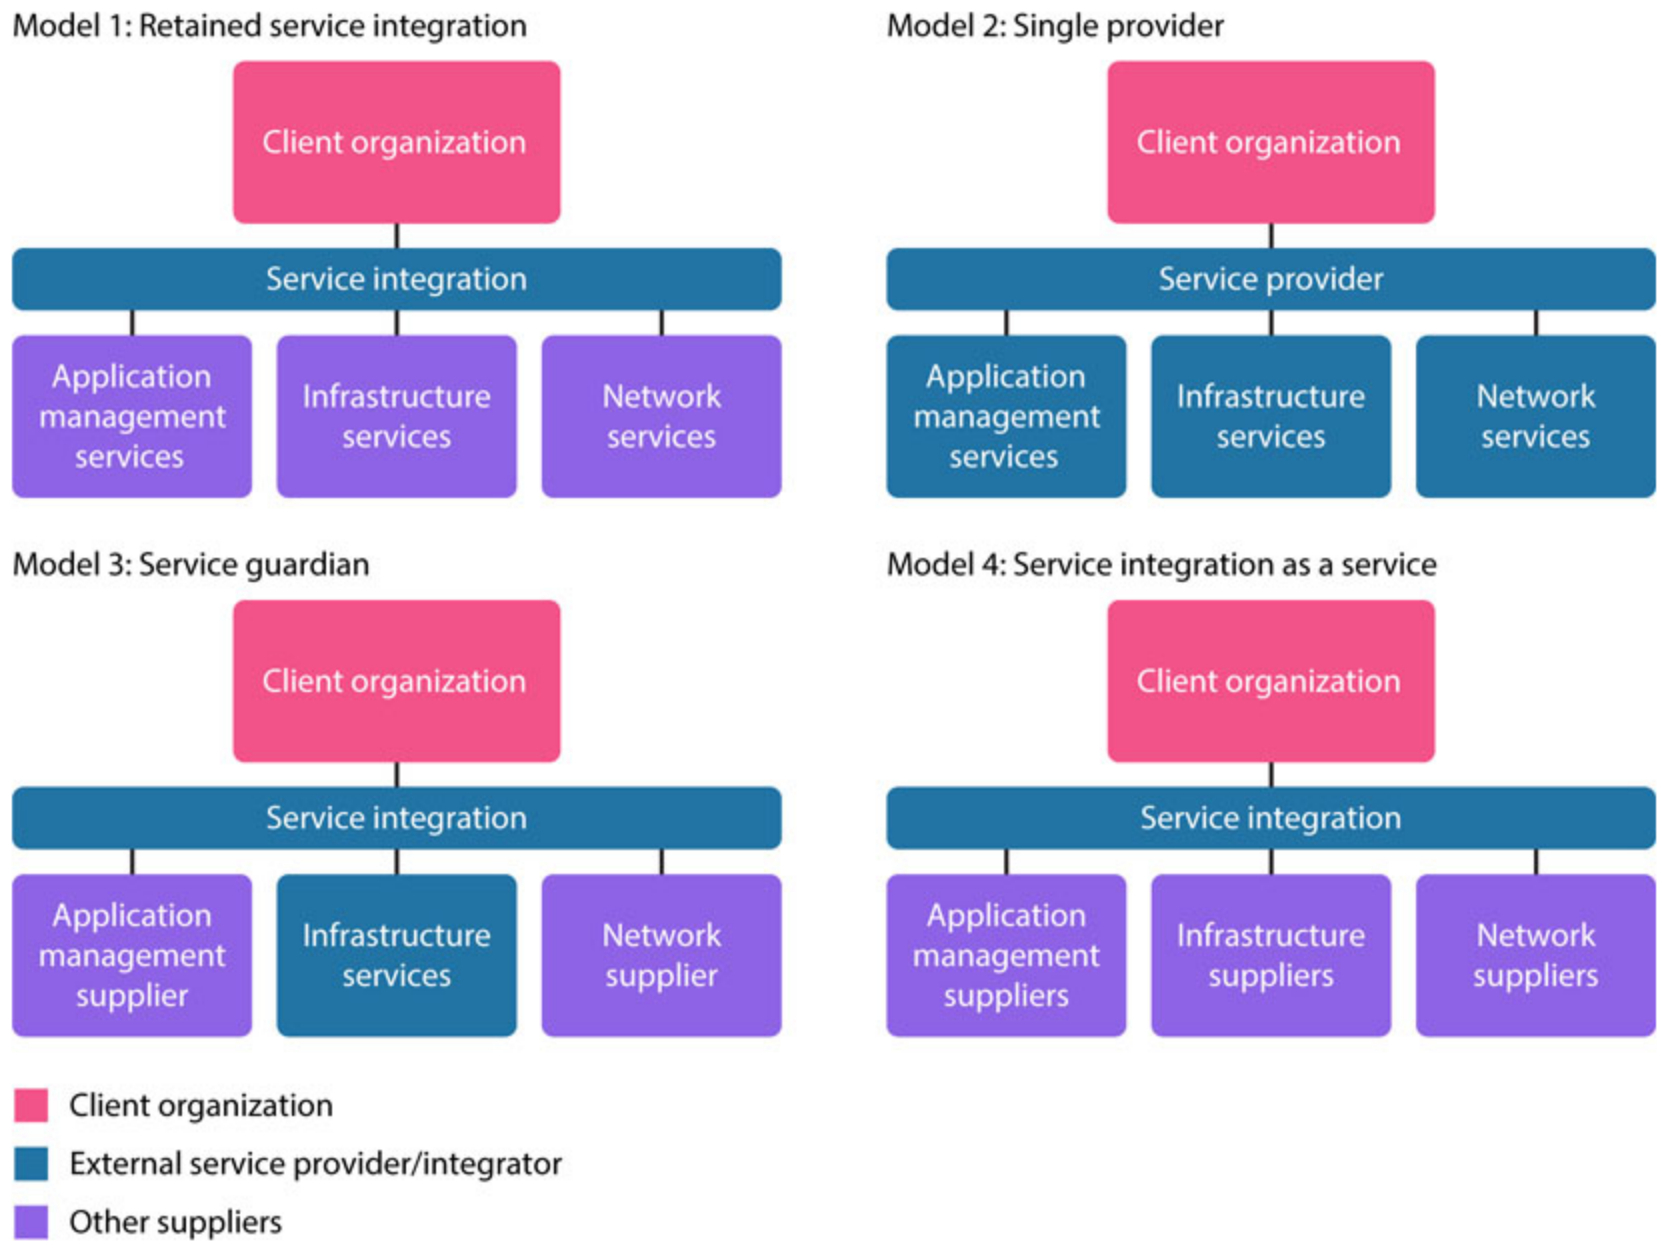 Model 1: Retained service integration
Client organization
Service integration
Application
management
services
Infrastructure
services
Network
services
Model 2: Single provider
Client organization
Service provider
Application
management
services
Infrastructure
services
Network
services
Model 3: Service guardian
Client organization
Service integration
Application
management
supplier
Infrastructure
services
Network
supplier
Model 4: Service integration as a service
Client organization
Service integration
Application
management
suppliers
Infrastructure
suppliers
Network
suppliers
Client organization
External service provider/integrator
Other suppliers